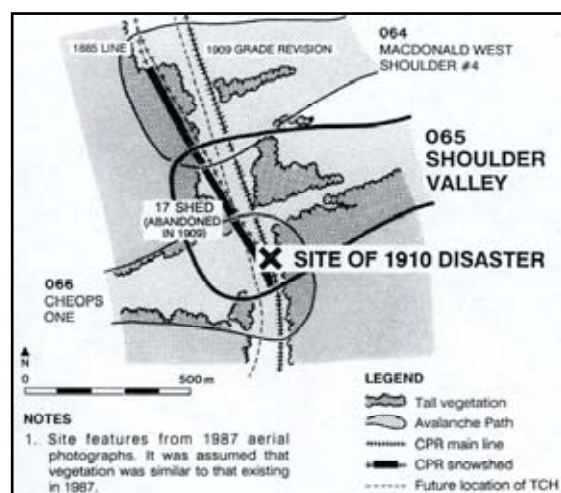 1885 LINE
1909 GRADE REVISION
064
MACDONALD WEST
SHOULDER #4
065
SHOULDER
VALLEY
17 SHED
(ABANDONED
IN 1909)
SITE OF 1910 DISASTER
066
CHEOPS
ONE
N
0
500 m
LEGEND
Tall vegetation
Avalanche Path
CPR main line
CPR snowshed
Future location of TCH
NOTES
1. Site features from 1987 aerial
photographs. It was assumed that
vegetation was similar to that existing
in 1987.